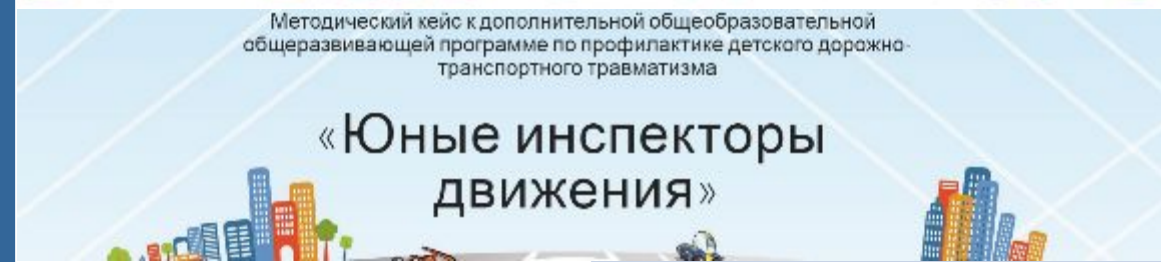 Методический кейс к дополнительной общеобразовательной
общеразвивающей программе по профилактике детского дорожно-
транспортного травматизма
«Юные инспекторы
движения»